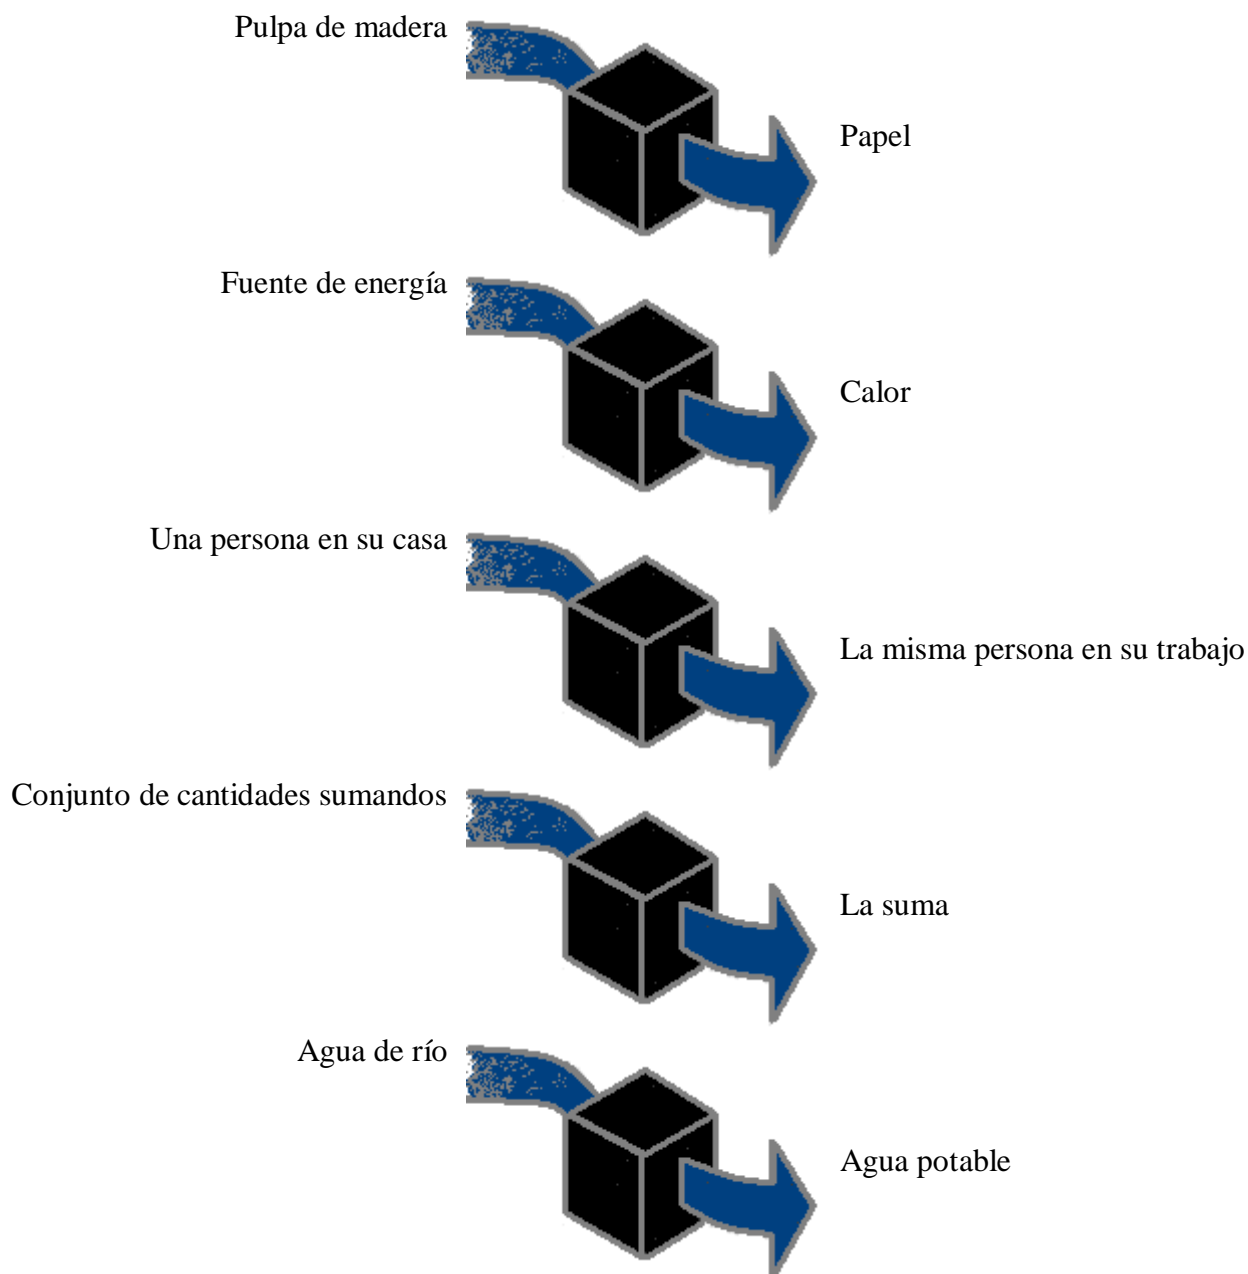 Pulpa de madera
Papel
Fuente de energía
Calor
Una persona en su casa
La misma persona en su trabajo
Conjunto de cantidades sumandos
La suma
Agua de río
Agua potable